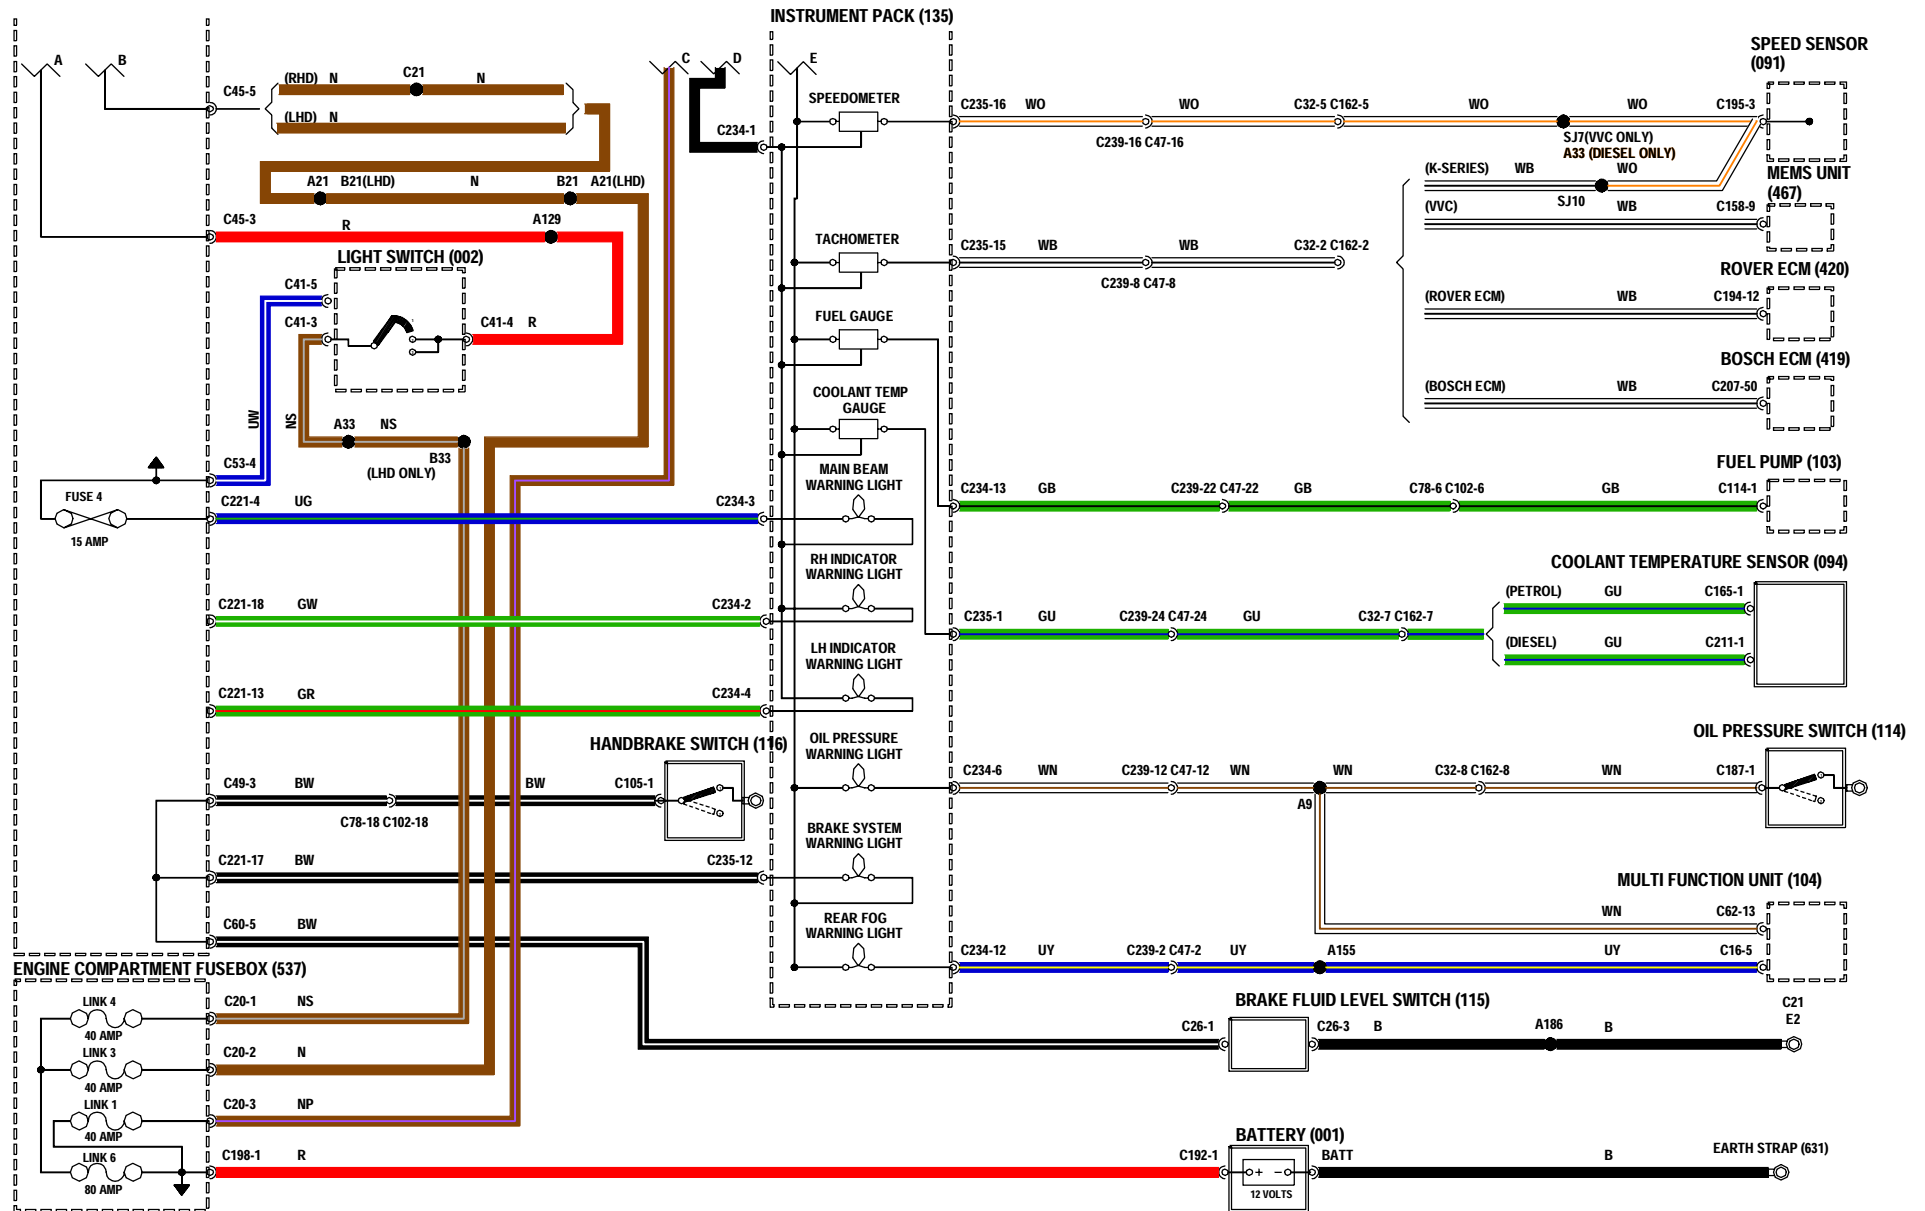 INSTRUMENT PACK (135)
A
B
C
D
E
C45-5
(RHD) N
C21
N
(LHD) N
C234-1
A21
B21(LHD)
N
B21
A21(LHD)
C45-3
R
A129
LIGHT SWITCH (002)
C41-5
C41-3
C41-4
R
UW
NS
A33
NS
B33
(LHD ONLY)
C53-4
FUSE 4
15 AMP
C221-4
UG
C234-3
C221-18
GW
C234-2
C221-13
GR
C234-4
HANDBRAKE SWITCH (116)
C49-3
BW
BW
C105-1
C78-18 C102-18
C221-17
BW
C235-12
C60-5
BW
ENGINE COMPARTMENT FUSEBOX (537)
LINK 4
40 AMP
C20-1
NS
LINK 3
40 AMP
C20-2
N
LINK 1
40 AMP
C20-3
NP
LINK 6
80 AMP
C198-1
R
SPEEDOMETER
TACHOMETER
FUEL GAUGE
COOLANT TEMP
GAUGE
MAIN BEAM
WARNING LIGHT
RH INDICATOR
WARNING LIGHT
LH INDICATOR
WARNING LIGHT
OIL PRESSURE
WARNING LIGHT
BRAKE SYSTEM
WARNING LIGHT
REAR FOG
WARNING LIGHT
SPEED SENSOR
(091)
C235-16
WO
WO
C32-5 C162-5
WO
WO
C195-3
C239-16 C47-16
SJ7(VVC ONLY)
A33 (DIESEL ONLY)
(K-SERIES)
WB
WO
SJ10
MEMS UNIT
(467)
(VVC)
WB
C158-9
C235-15
WB
WB
C32-2 C162-2
C239-8 C47-8
ROVER ECM (420)
(ROVER ECM)
WB
C194-12
BOSCH ECM (419)
(BOSCH ECM)
WB
C207-50
FUEL PUMP (103)
C234-13
GB
C239-22 C47-22
GB
C78-6 C102-6
GB
C114-1
COOLANT TEMPERATURE SENSOR (094)
(PETROL)
GU
C165-1
C235-1
GU
C239-24 C47-24
GU
C32-7 C162-7
(DIESEL)
GU
C211-1
OIL PRESSURE SWITCH (114)
C234-6
WN
C239-12 C47-12
WN
WN
C32-8 C162-8
WN
C187-1
A9
MULTI FUNCTION UNIT (104)
WN
C62-13
C234-12
UY
C239-2 C47-2
UY
A155
UY
C16-5
BRAKE FLUID LEVEL SWITCH (115)
C21
E2
C26-1
C26-3
B
A186
B
BATTERY (001)
C192-1
BATT
B
EARTH STRAP (631)
+ -
12 VOLTS